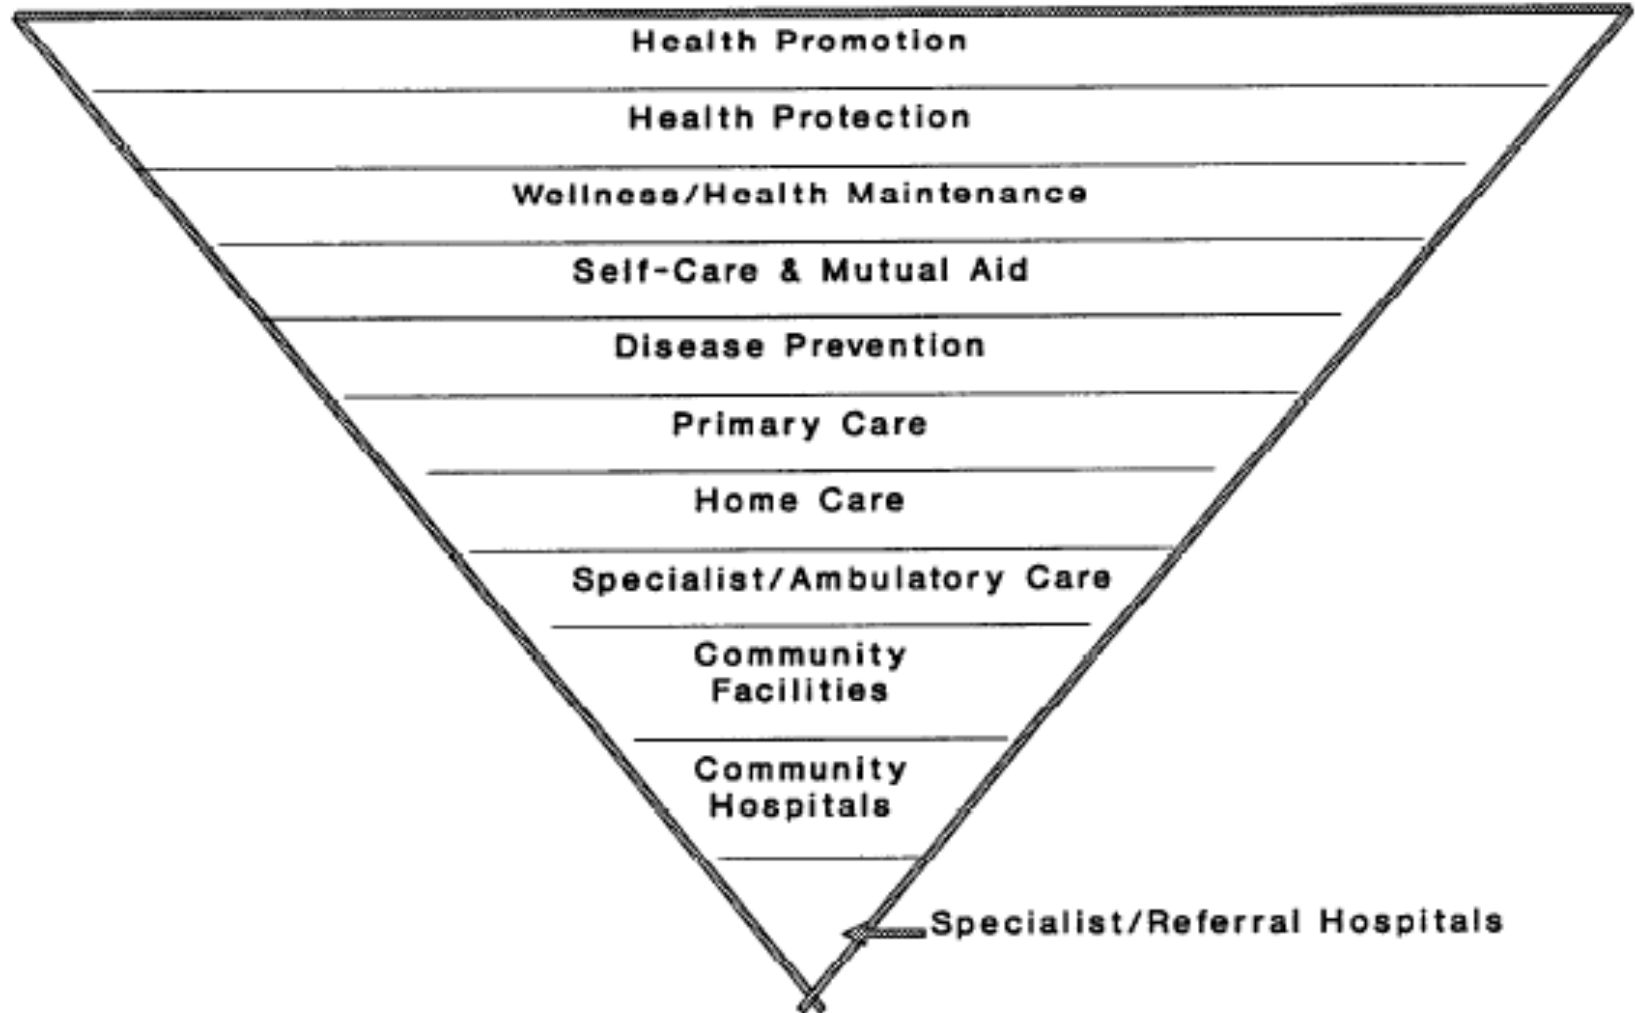 Health Promotion
Health Protection
Wellness/Health Maintenance
Self-Care & Mutual Aid
Disease Prevention
Primary Care
Home Care
Specialist/Ambulatory Care
Community
Facilities
Community
Hospitals
Specialist/Referral Hospitals